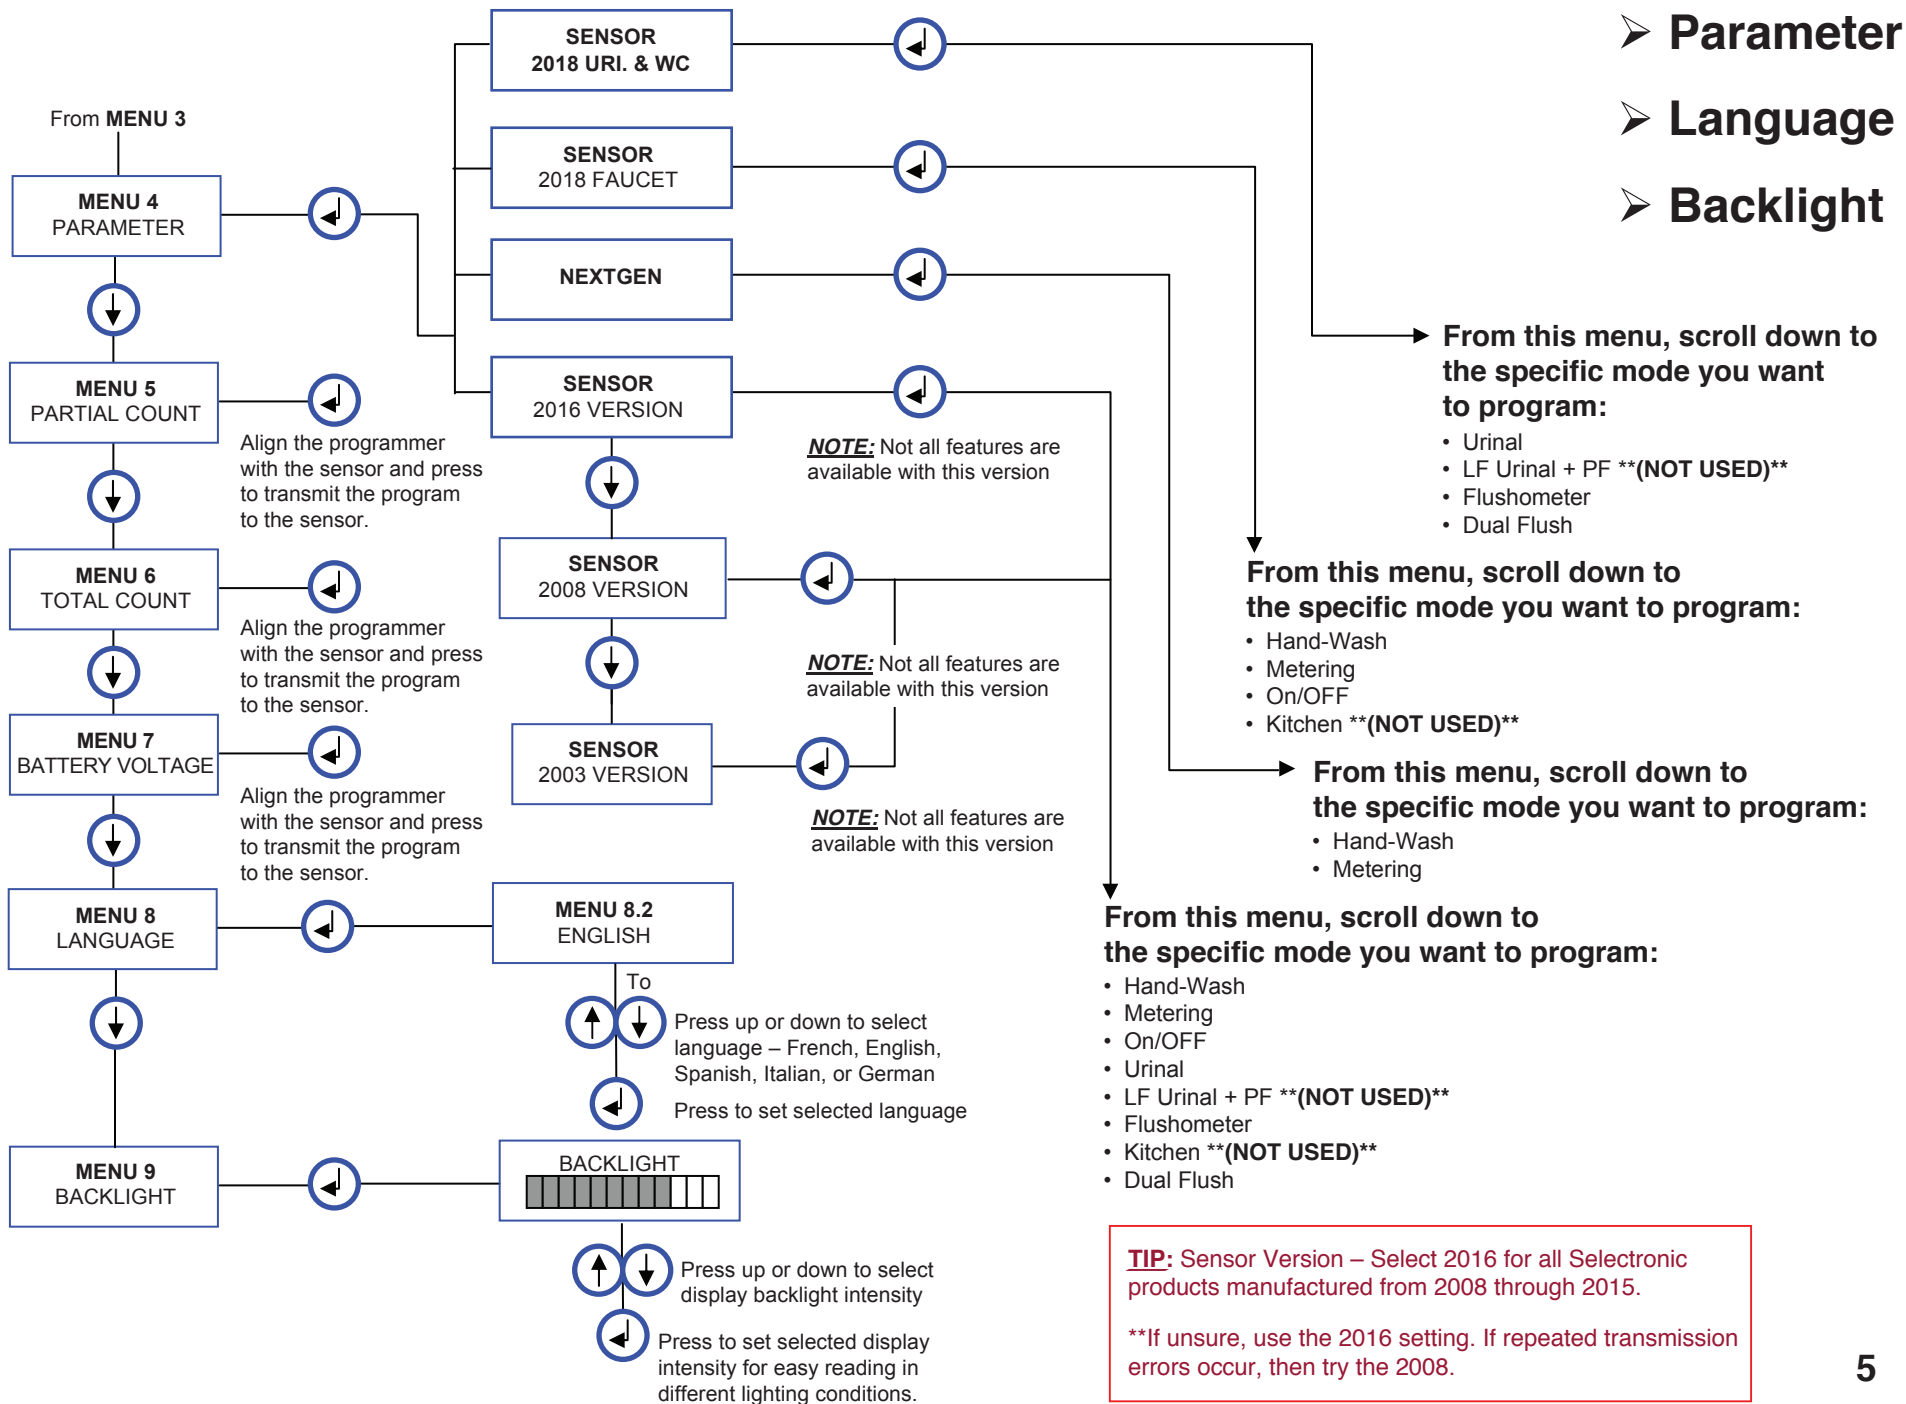 ➢ Parameter
➢ Language
➢ Backlight
From MENU 3
MENU 4
PARAMETER
MENU 5
PARTIAL COUNT
Align the programmer
with the sensor and press
to transmit the program
to the sensor.
MENU 6
TOTAL COUNT
Align the programmer
with the sensor and press
to transmit the program
to the sensor.
MENU 7
BATTERY VOLTAGE
Align the programmer
with the sensor and press
to transmit the program
to the sensor.
MENU 8
LANGUAGE
MENU 9
BACKLIGHT
SENSOR
2018 URI. & WC
SENSOR
2018 FAUCET
NEXTGEN
SENSOR
2016 VERSION
NOTE: Not all features are
available with this version
SENSOR
2008 VERSION
NOTE: Not all features are
available with this version
SENSOR
2003 VERSION
NOTE: Not all features are
available with this version
MENU 8.2
ENGLISH
To
Press up or down to select
language – French, English,
Spanish, Italian, or German
Press to set selected language
BACKLIGHT
Press up or down to select
display backlight intensity
Press to set selected display
intensity for easy reading in
different lighting conditions.
From this menu, scroll down to
the specific mode you want
to program:
• Urinal
• LF Urinal + PF **(NOT USED)**
• Flushometer
• Dual Flush
From this menu, scroll down to
the specific mode you want to program:
• Hand-Wash
• Metering
• On/OFF
• Kitchen **(NOT USED)**
From this menu, scroll down to
the specific mode you want to program:
• Hand-Wash
• Metering
From this menu, scroll down to
the specific mode you want to program:
• Hand-Wash
• Metering
• On/OFF
• Urinal
• LF Urinal + PF **(NOT USED)**
• Flushometer
• Kitchen **(NOT USED)**
• Dual Flush
TIP: Sensor Version – Select 2016 for all Selectronic
products manufactured from 2008 through 2015.
**If unsure, use the 2016 setting. If repeated transmission
errors occur, then try the 2008.
5